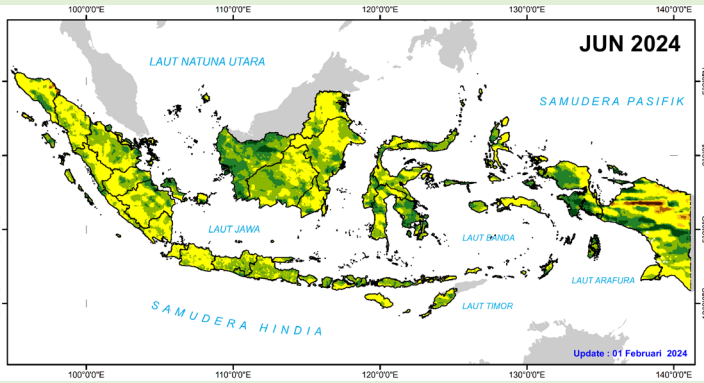 100°0'0"E 110°0'0"E 120°0'0"E 130°0'0"E 140°0'0"E
JUN 2024
LAUT NATUNA UTARA
SAMUDERA PASIFIK
LAUT JAWA
LAUT BANDA
LAUT ARAFURA
LAUT TIMOR
SAMUDERA HINDIA
Update : 01 Februari 2024
100°0'0"E 110°0'0"E 120°0'0"E 130°0'0"E 140°0'0"E